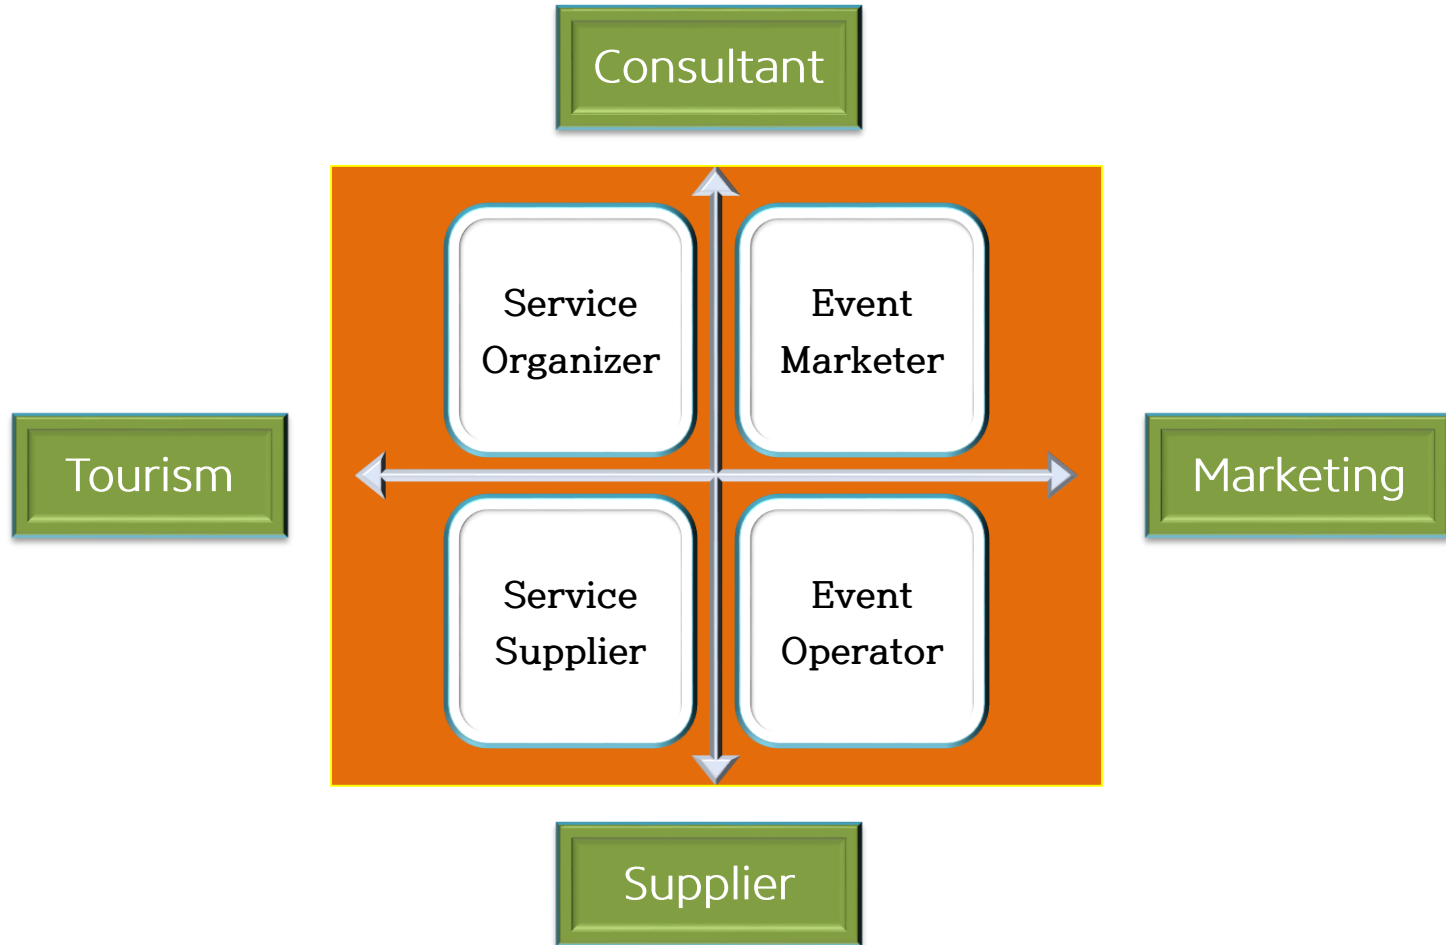 Consultant
Service
Organizer
Event
Marketer
Tourism
Marketing
Service
Supplier
Event
Operator
Supplier